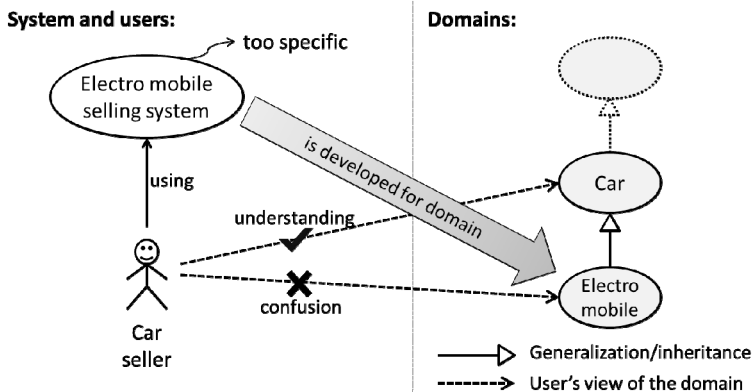 System and users:
Domains:
too specific
Electro mobile
selling system
is developed for domain
Car
using
understanding
confusion
Electro
mobile
Car
seller
Generalization/inheritance
User's view of the domain